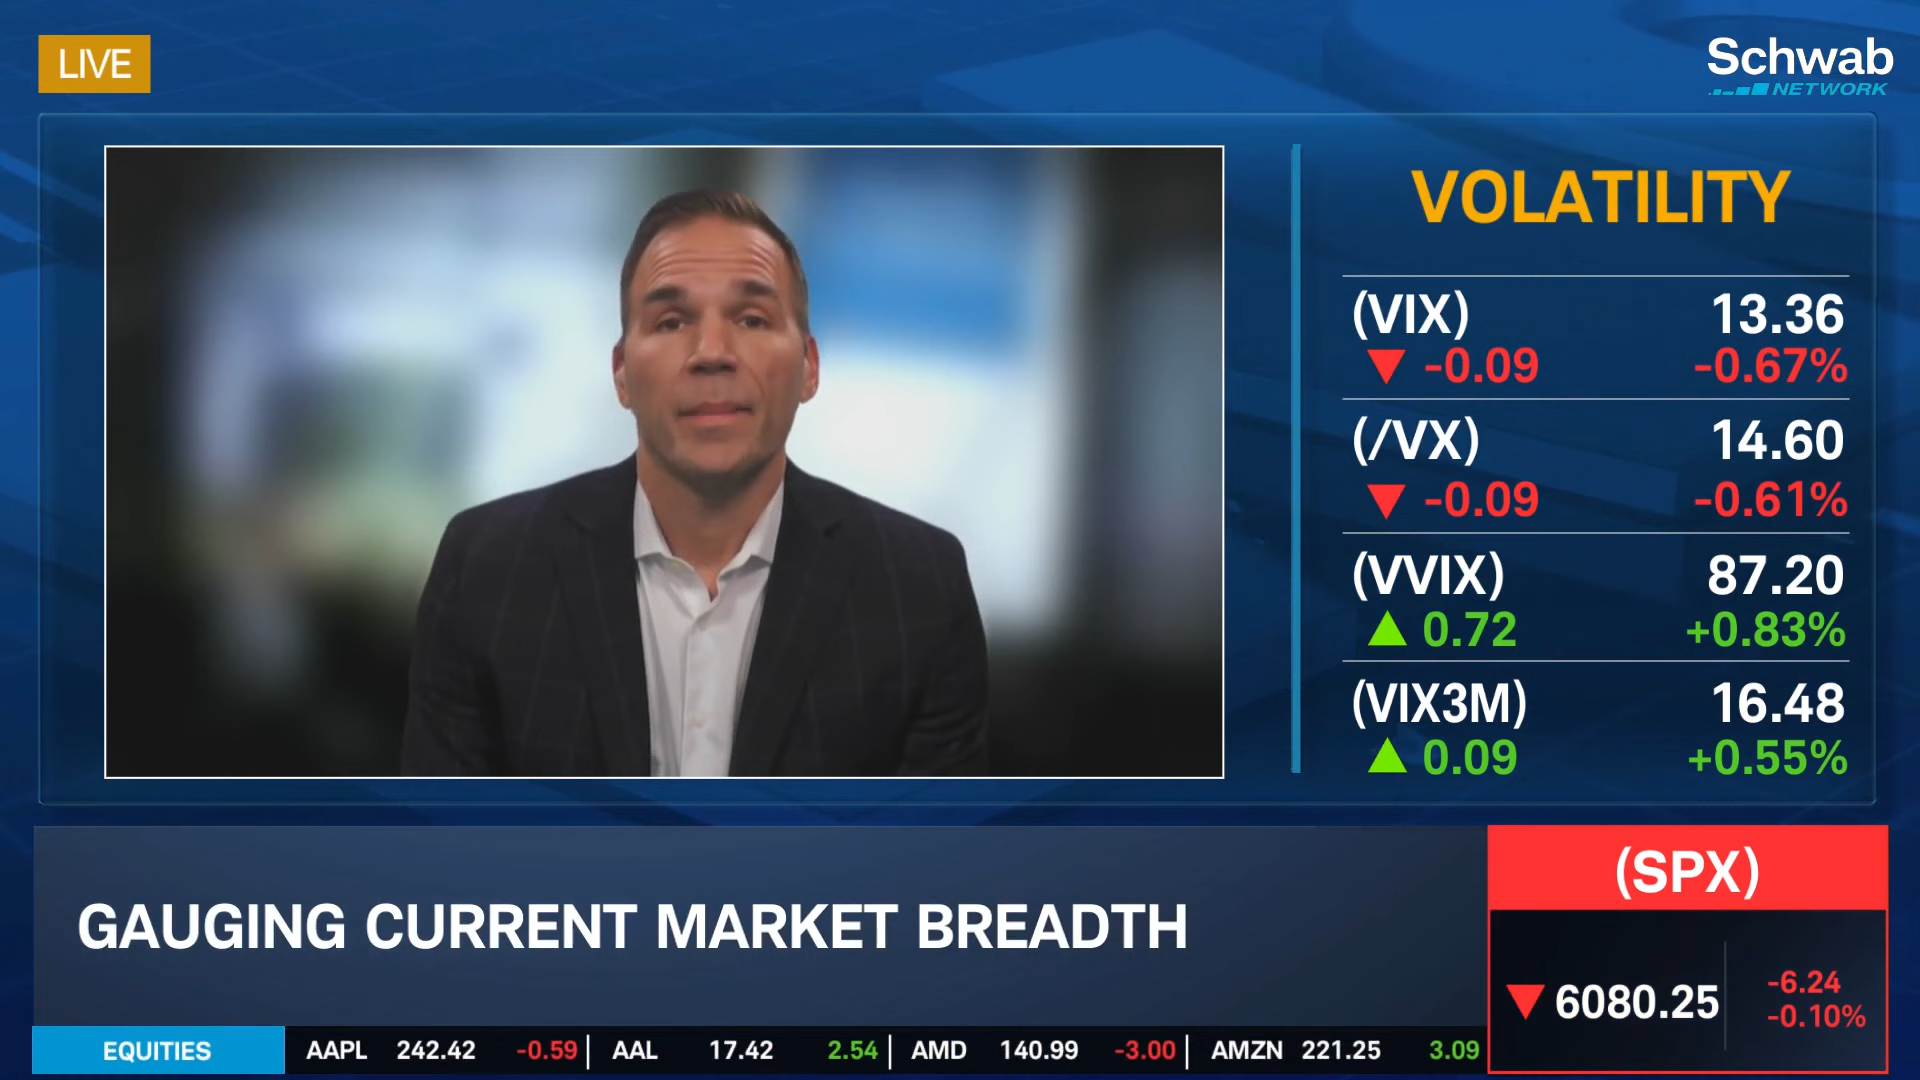 LIVE
Schwab
NETWORK
VOLATILITY
(VIX) 13.36
▼ -0.09 -0.67%
(/VX) 14.60
▼ -0.09 -0.61%
(VVIX) 87.20
▲ 0.72 +0.83%
(VIX3M) 16.48
▲ 0.09 +0.55%
GAUGING CURRENT MARKET BREADTH
(SPX)
▼ 6080.25
-6.24
-0.10%
EQUITIES
AAPL 242.42 -0.59 | AAL 17.42 2.54 | AMD 140.99 -3.00 | AMZN 221.25 3.09